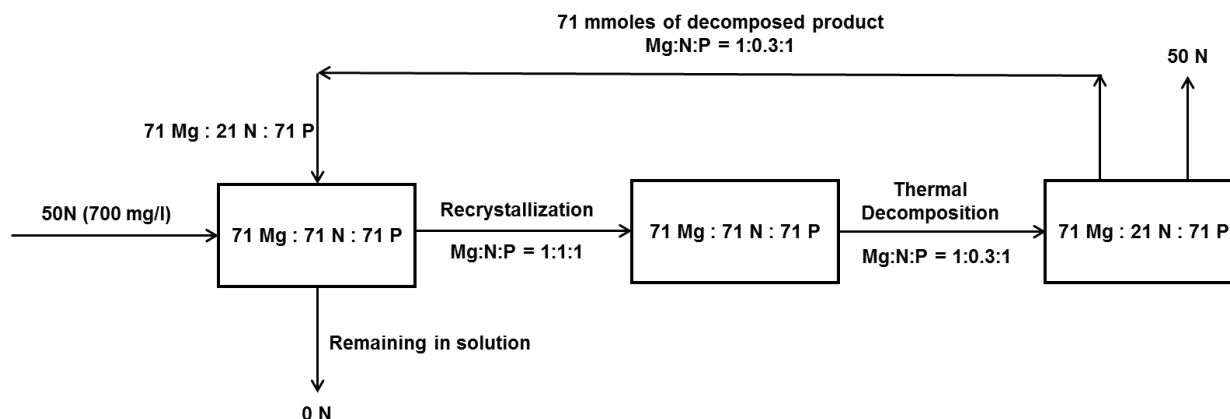 71 mmoles of decomposed product
Mg:N:P = 1:0.3:1
50 N
71 Mg : 21 N : 71 P
50N (700 mg/l)
71 Mg : 71 N : 71 P
Recrystallization
Mg:N:P = 1:1:1
71 Mg : 71 N : 71 P
Thermal
Decomposition
Mg:N:P = 1:0.3:1
71 Mg : 21 N : 71 P
Remaining in solution
0 N